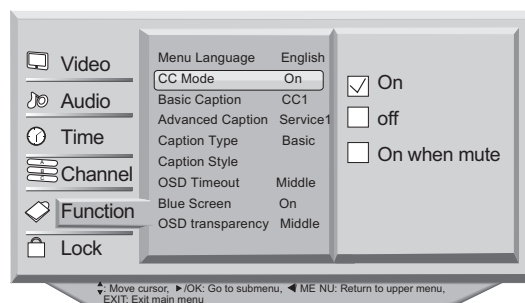 Video
Audio
Time
Channel
Function
Lock
Menu Language English
CC Mode On
Basic Caption CC1
Advanced Caption Service1
Caption Type Basic
Caption Style
OSD Timeout Middle
Blue Screen On
OSD transparency Middle
On
off
On when mute
: Move cursor, ►/OK: Go to submenu, ◄/ ME NU: Return to upper menu,
EXIT: Exit main menu